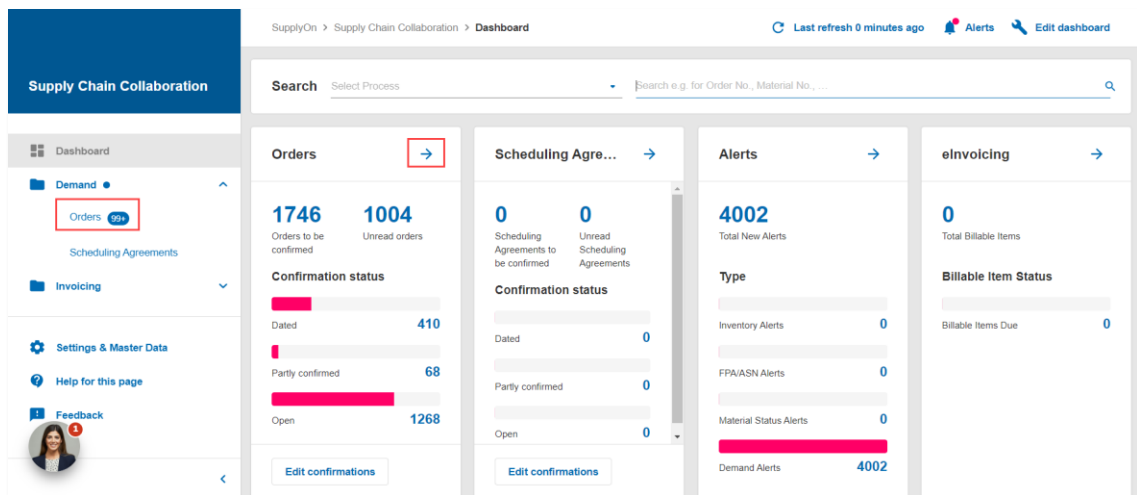 SupplyOn > Supply Chain Collaboration > Dashboard
Last refresh 0 minutes ago
Alerts
Edit dashboard
Supply Chain Collaboration
Dashboard
Demand
Orders 99+
Scheduling Agreements
Invoicing
Settings & Master Data
Help for this page
Feedback
1
Search Select Process
Search e.g. for Order No., Material No., ...
Orders
1746 1004
Orders to be Unread orders
confirmed
Confirmation status
Dated 410
Partly confirmed 68
Open 1268
Edit confirmations
Scheduling Agre...
0 0
Scheduling Unread
Agreements to Scheduling
be confirmed Agreements
Confirmation status
Dated 0
Partly confirmed 0
Open 0
Edit confirmations
Alerts
4002
Total New Alerts
Type
Inventory Alerts 0
FPA/ASN Alerts 0
Material Status Alerts 0
Demand Alerts 4002
eInvoicing
0
Total Billable Items
Billable Item Status
Billable Items Due 0